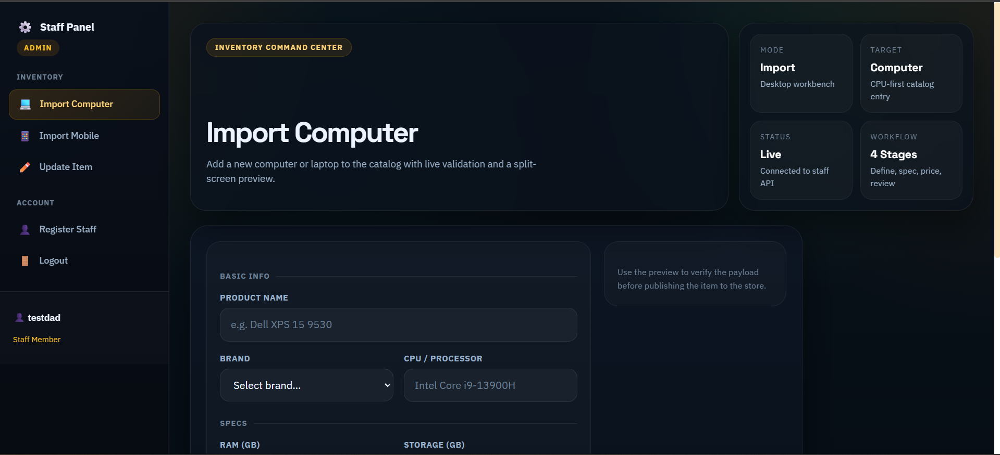 Staff Panel
ADMIN
INVENTORY
Import Computer
Import Mobile
Update Item
ACCOUNT
Register Staff
Logout
testdad
Staff Member
INVENTORY COMMAND CENTER
Import Computer
Add a new computer or laptop to the catalog with live validation and a split-
screen preview.
MODE
Import
Desktop workbench
TARGET
Computer
CPU-first catalog
entry
STATUS
Live
Connected to staff
API
WORKFLOW
4 Stages
Define, spec, price,
review
BASIC INFO
PRODUCT NAME
e.g. Dell XPS 15 9530
BRAND
Select brand...
CPU / PROCESSOR
Intel Core i9-13900H
SPECS
RAM (GB)
STORAGE (GB)
Use the preview to verify the payload
before publishing the item to the store.